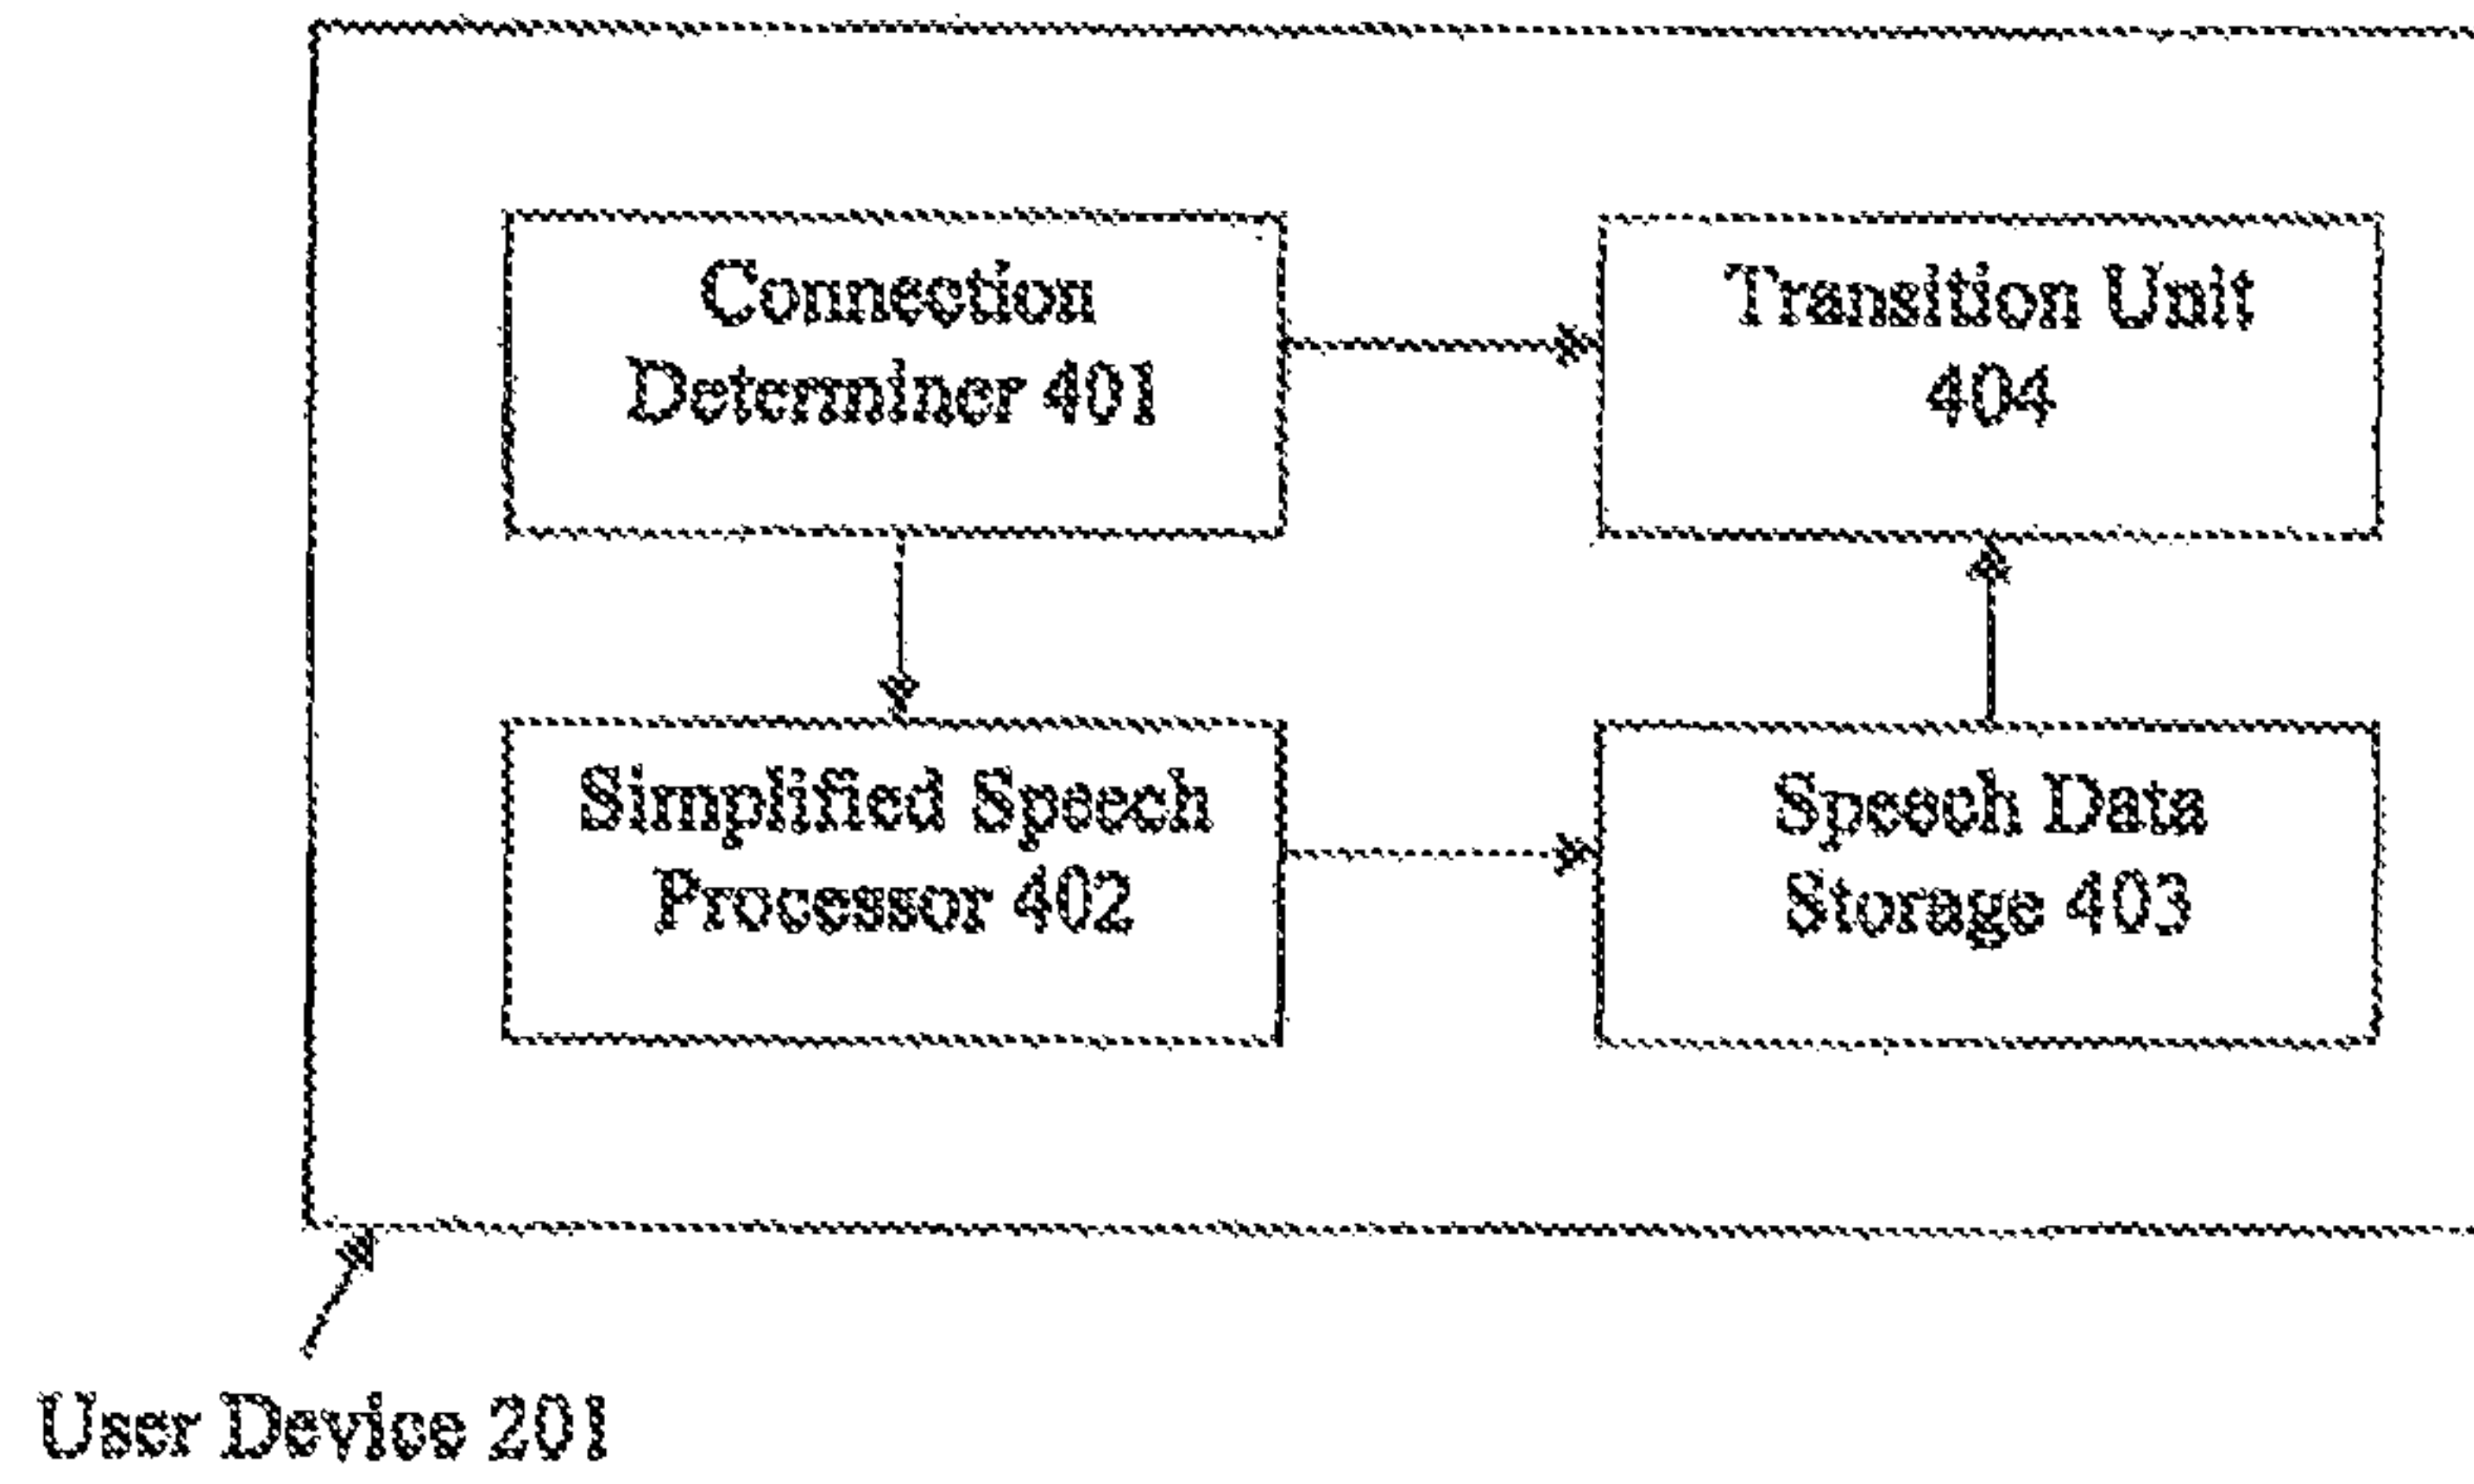 Connection
Determiner 401
Transition Unit
404
Simplified Speech
Processor 402
Speech Data
Storage 403
User Device 201